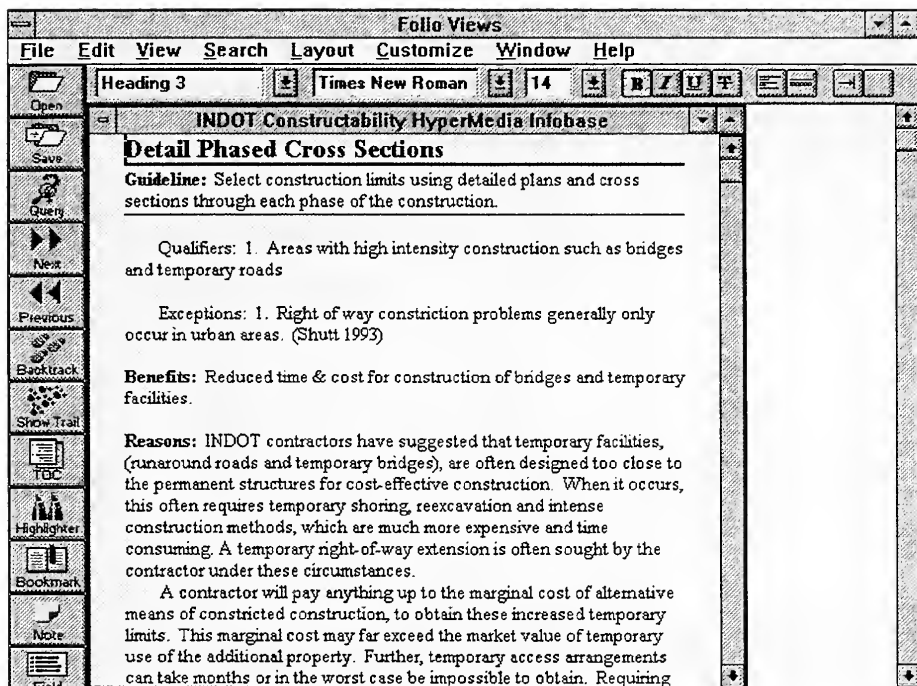 Folio Views
File Edit View Search Layout Customize Window Help
Open
Heading 3 Times New Roman 14 B I U T
INDOT Constructability HyperMedia Infobase
Save
Query
Next
Previous
Backtrack
Show Trail
TOC
Highlighter
Bookmark
Note
Field
Detail Phased Cross Sections
Guideline: Select construction limits using detailed plans and cross
sections through each phase of the construction.
Qualifiers: 1. Areas with high intensity construction such as bridges
and temporary roads
Exceptions: 1. Right of way constriction problems generally only
occur in urban areas. (Shutt 1993)
Benefits: Reduced time & cost for construction of bridges and temporary
facilities.
Reasons: INDOT contractors have suggested that temporary facilities,
(runaround roads and temporary bridges), are often designed too close to
the permanent structures for cost-effective construction. When it occurs,
this often requires temporary shoring, reexcavation and intense
construction methods, which are much more expensive and time
consuming. A temporary right-of-way extension is often sought by the
contractor under these circumstances.
A contractor will pay anything up to the marginal cost of alternative
means of constricted construction, to obtain these increased temporary
limits. This marginal cost may far exceed the market value of temporary
use of the additional property. Further, temporary access arrangements
can take months or in the worst case be impossible to obtain. Requiring